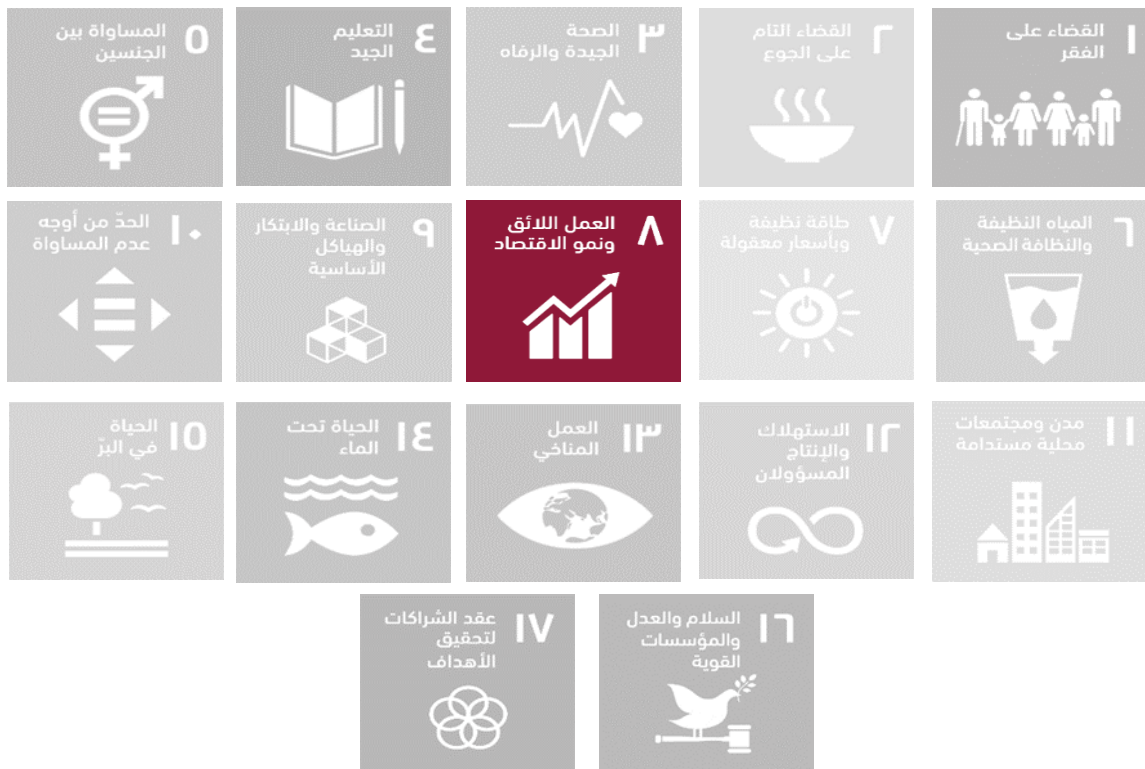 ١
القضاء على
الفقر
٢
القضاء التام
على الجوع
٣
الصحة
الجيدة والرفاه
٤
التعليم
الجيد
٥
المساواة بين
الجنسين
٦
المياه النظيفة
والنظافة الصحية
٧
طاقة نظيفة
وبأسعار معقولة
٨
العمل اللائق
ونمو الاقتصاد
٩
الصناعة والابتكار
والهياكل
الأساسية
١٠
الحدّ من أوجه
عدم المساواة
١١
مدن ومجتمعات
محلية مستدامة
١٢
الاستهلاك
والإنتاج
المسؤولان
١٣
العمل
المناخي
١٤
الحياة تحت
الماء
١٥
الحياة
في البرّ
١٦
السلام والعدل
والمؤسسات
القوية
١٧
عقد الشراكات
لتحقيق
الأهداف